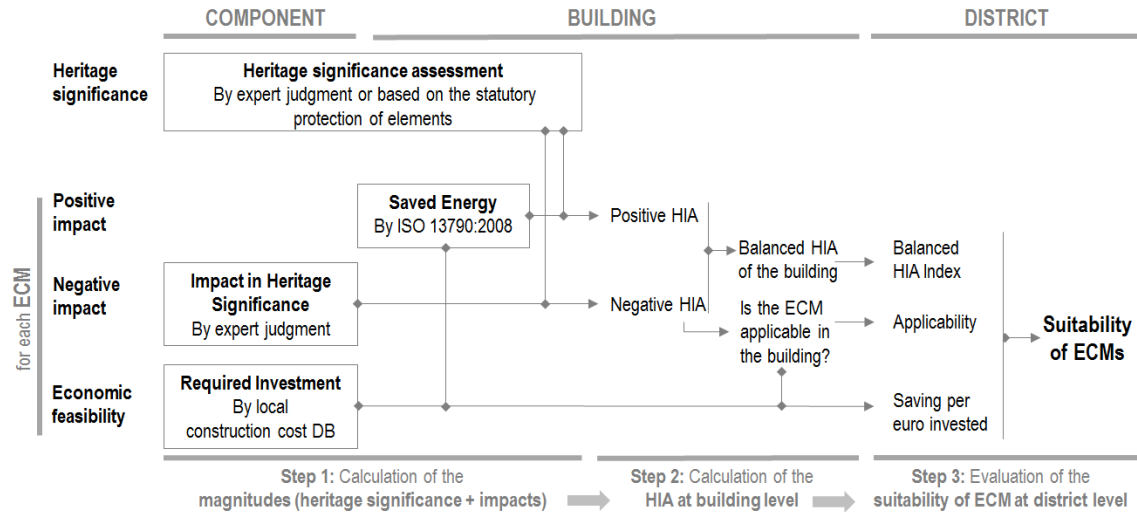 COMPONENT
BUILDING
DISTRICT
Heritage
significance
Heritage significance assessment
By expert judgment or based on the statutory
protection of elements
for each ECM
Positive
impact
Saved Energy
By ISO 13790:2008
Positive HIA
Balanced HIA
of the building
Balanced
HIA Index
Negative
impact
Impact in Heritage
Significance
By expert judgment
Negative HIA
Is the ECM
applicable in
the building?
Applicability
Suitability
of ECMs
Economic
feasibility
Required Investment
By local
construction cost DB
Saving per
euro invested
Step 1: Calculation of the
magnitudes (heritage significance + impacts)
Step 2: Calculation of the
HIA at building level
Step 3: Evaluation of the
suitability of ECM at district level